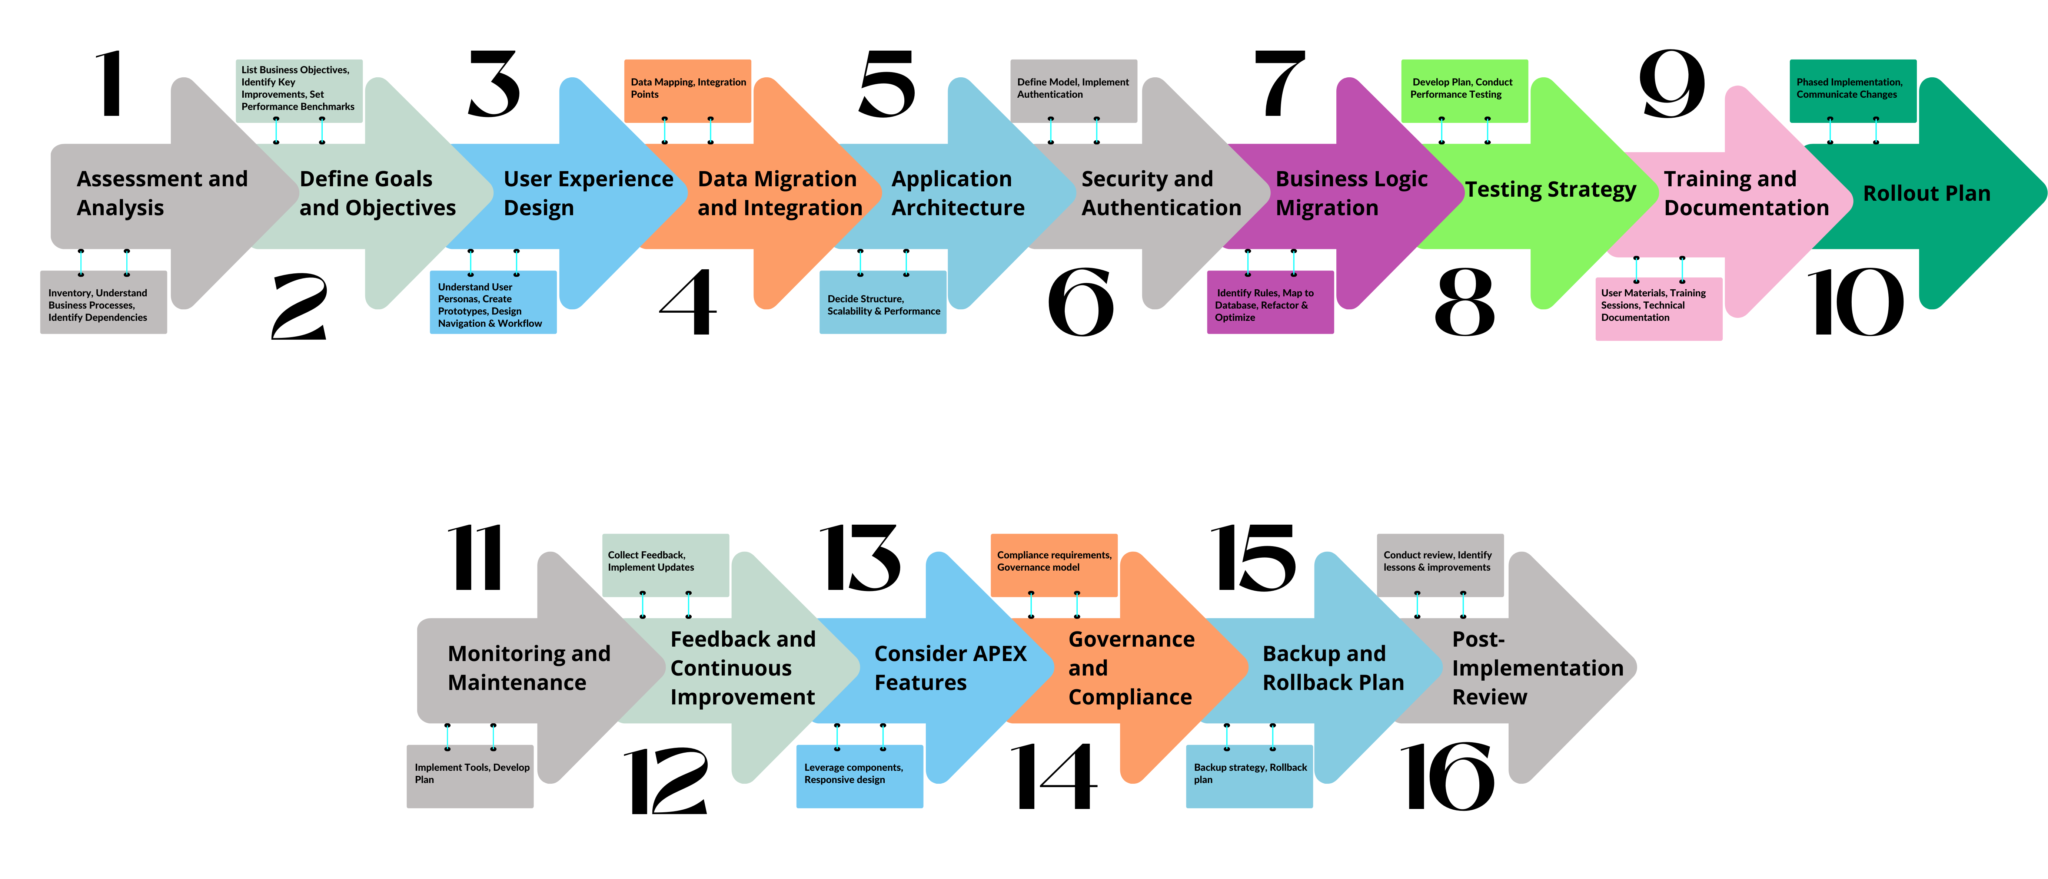 1
Assessment and
Analysis
Inventory, Understand
Business Processes,
Identify Dependencies
List Business Objectives,
Identify Key
Improvements, Set
Performance Benchmarks
Define Goals
and Objectives
2
3
User Experience
Design
Understand User
Personas, Create
Prototypes, Design
Navigation & Workflow
Data Mapping, Integration
Points
Data Migration
and Integration
4
5
Application
Architecture
Decide Structure,
Scalability & Performance
Define Model, Implement
Authentication
Security and
Authentication
6
7
Business Logic
Migration
Identify Rules, Map to
Database, Refactor &
Optimize
Develop Plan, Conduct
Performance Testing
Testing Strategy
8
9
Training and
Documentation
User Materials, Training
Sessions, Technical
Documentation
Phased Implementation,
Communicate Changes
Rollout Plan
10
11
Monitoring and
Maintenance
Implement Tools, Develop
Plan
Collect Feedback,
Implement Updates
Feedback and
Continuous
Improvement
12
13
Consider APEX
Features
Leverage components,
Responsive design
Compliance requirements,
Governance model
Governance
and
Compliance
14
15
Backup and
Rollback Plan
Backup strategy, Rollback
plan
Conduct review, Identify
lessons & improvements
Post-
Implementation
Review
16